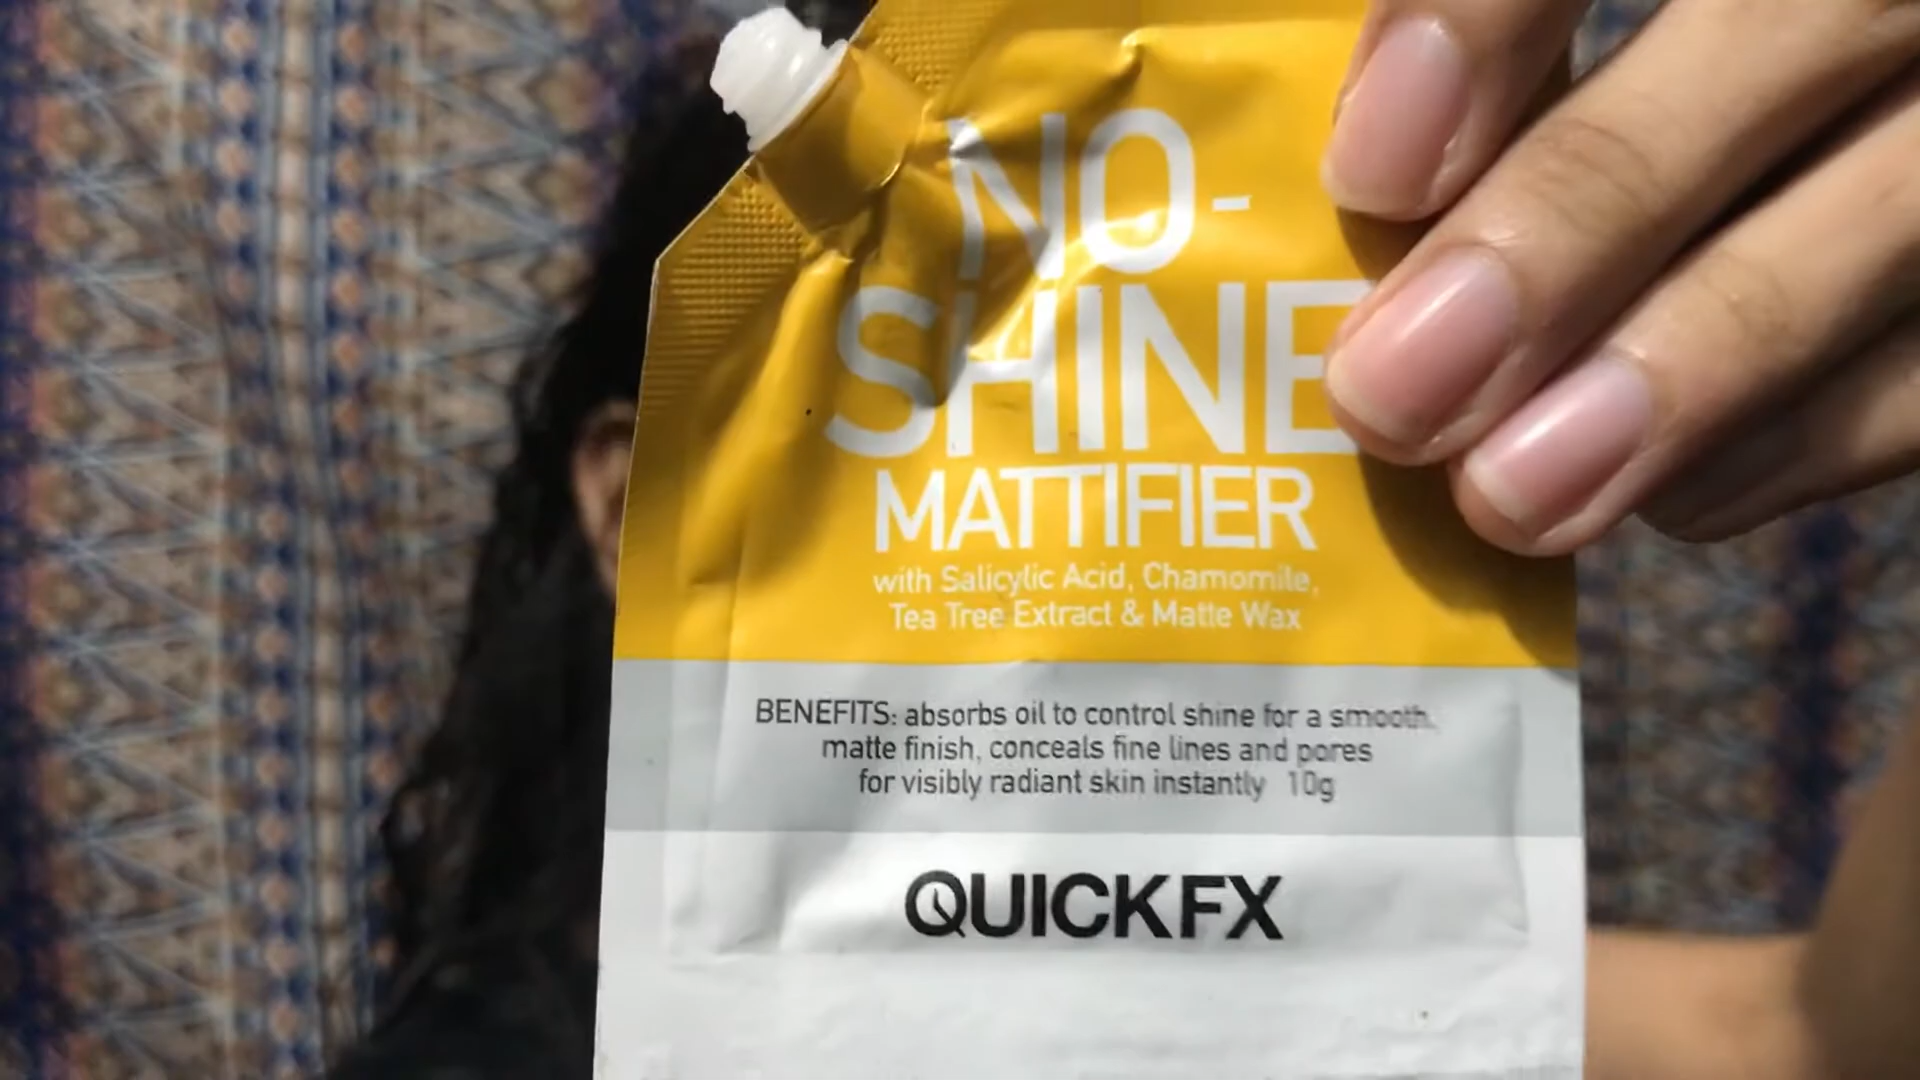 NO-
SHINE
MATTIFIER
with Salicylic Acid, Chamomile,
Tea Tree Extract & Matte Wax
BENEFITS: absorbs oil to control shine for a smooth,
matte finish, conceals fine lines and pores
for visibly radiant skin instantly 10g
QUICKFX